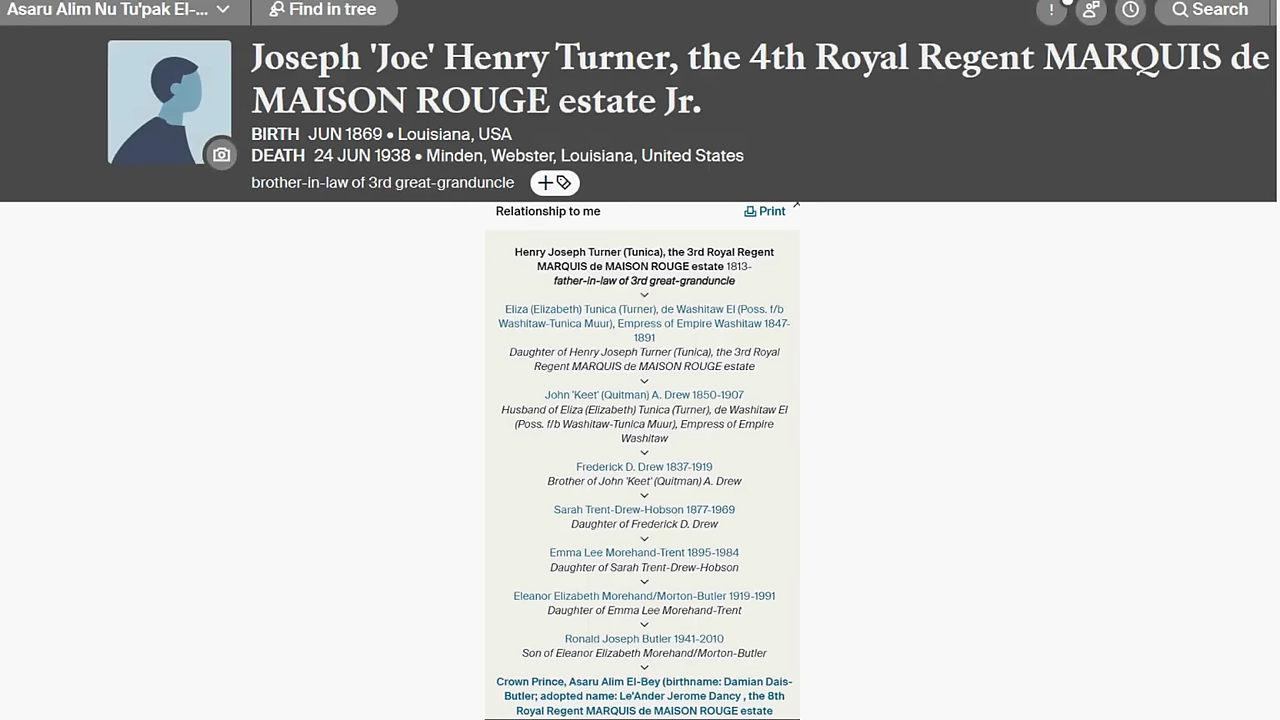 Asaru Alim Nu Tu'pak El-...
Find in tree
!
Search
Joseph 'Joe' Henry Turner, the 4th Royal Regent MARQUIS de
MAISON ROUGE estate Jr.
BIRTH JUN 1869 • Louisiana, USA
DEATH 24 JUN 1938 • Minden, Webster, Louisiana, United States
brother-in-law of 3rd great-granduncle
Relationship to me
Print
Henry Joseph Turner (Tunica), the 3rd Royal Regent
MARQUIS de MAISON ROUGE estate 1813-
father-in-law of 3rd great-granduncle
Eliza (Elizabeth) Tunica (Turner), de Washitaw El (Poss. f/b
Washitaw-Tunica Muur), Empress of Empire Washitaw 1847-
1891
Daughter of Henry Joseph Turner (Tunica), the 3rd Royal
Regent MARQUIS de MAISON ROUGE estate
John 'Keet' (Quitman) A. Drew 1850-1907
Husband of Eliza (Elizabeth) Tunica (Turner), de Washitaw El
(Poss. f/b Washitaw-Tunica Muur), Empress of Empire
Washitaw
Frederick D. Drew 1837-1919
Brother of John 'Keet' (Quitman) A. Drew
Sarah Trent-Drew-Hobson 1877-1969
Daughter of Frederick D. Drew
Emma Lee Morehand-Trent 1895-1984
Daughter of Sarah Trent-Drew-Hobson
Eleanor Elizabeth Morehand/Morton-Butler 1919-1991
Daughter of Emma Lee Morehand-Trent
Ronald Joseph Butler 1941-2010
Son of Eleanor Elizabeth Morehand/Morton-Butler
Crown Prince, Asaru Alim El-Bey (birthname: Damian Dais-
Butler; adopted name: Le'Ander Jerome Dancy , the 8th
Royal Regent MARQUIS de MAISON ROUGE estate